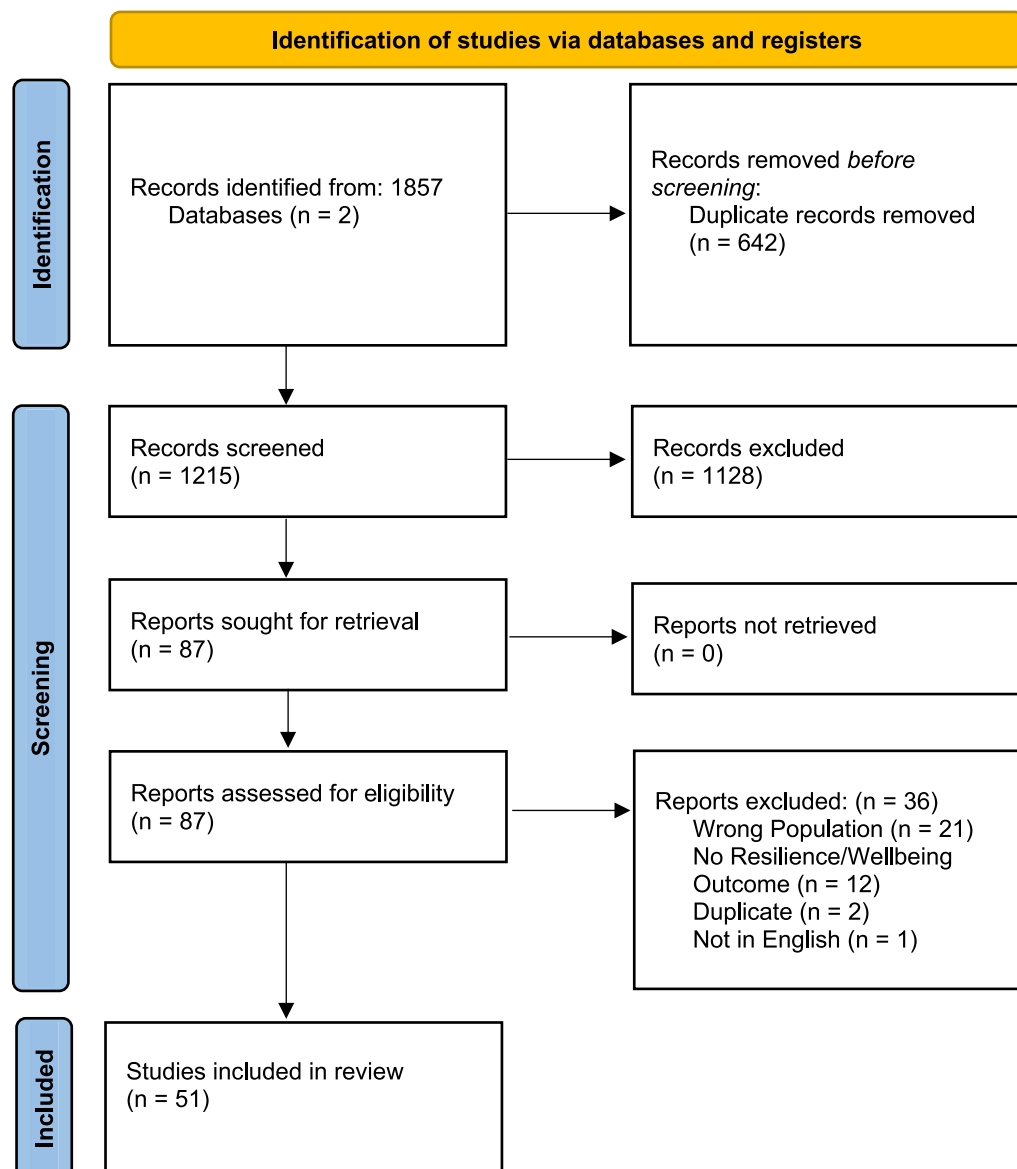 Identification of studies via databases and registers
Identification
Records identified from: 1857
Databases (n = 2)
Records removed before
screening:
Duplicate records removed
(n = 642)
Screening
Records screened
(n = 1215)
Records excluded
(n = 1128)
Reports sought for retrieval
(n = 87)
Reports not retrieved
(n = 0)
Reports assessed for eligibility
(n = 87)
Reports excluded: (n = 36)
Wrong Population (n = 21)
No Resilience/Wellbeing
Outcome (n = 12)
Duplicate (n = 2)
Not in English (n = 1)
Included
Studies included in review
(n = 51)